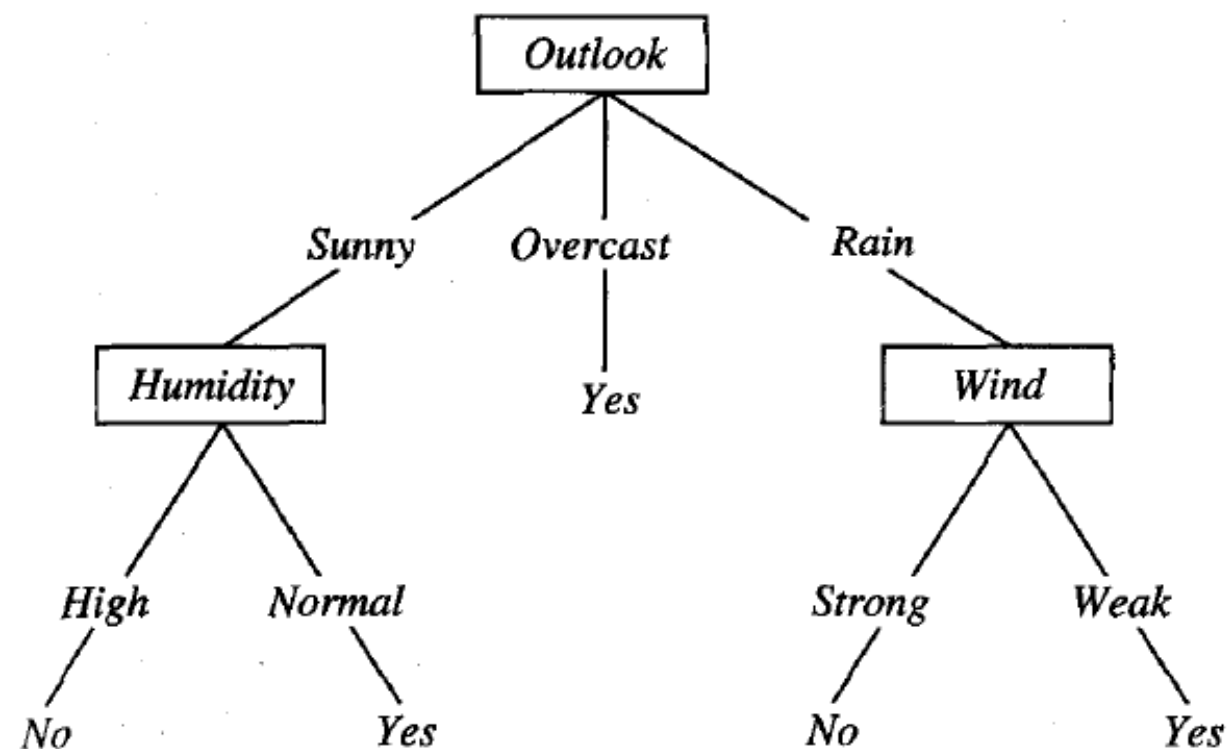 Outlook
Sunny Overcast Rain
Humidity Yes Wind
High Normal Strong Weak
No Yes No Yes